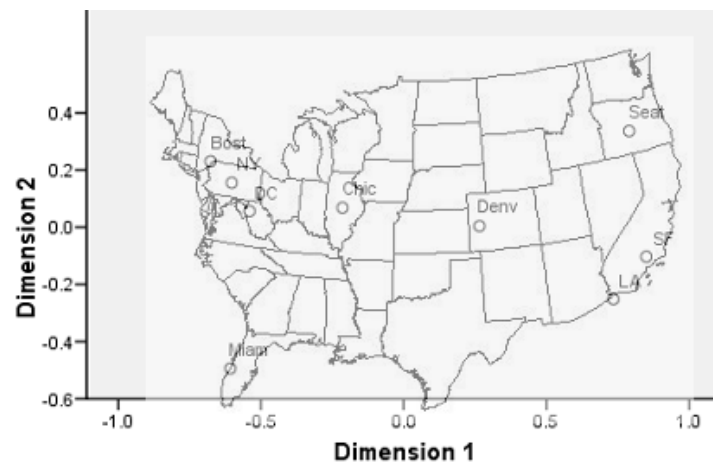 Dimension 2
0.4
0.2
0.0
-0.2
-0.4
-0.6
Seat
Bost
NY
DC
Chic
Denv
SF
LA
Miam
-1.0
-0.5
0.0
0.5
1.0
Dimension 1